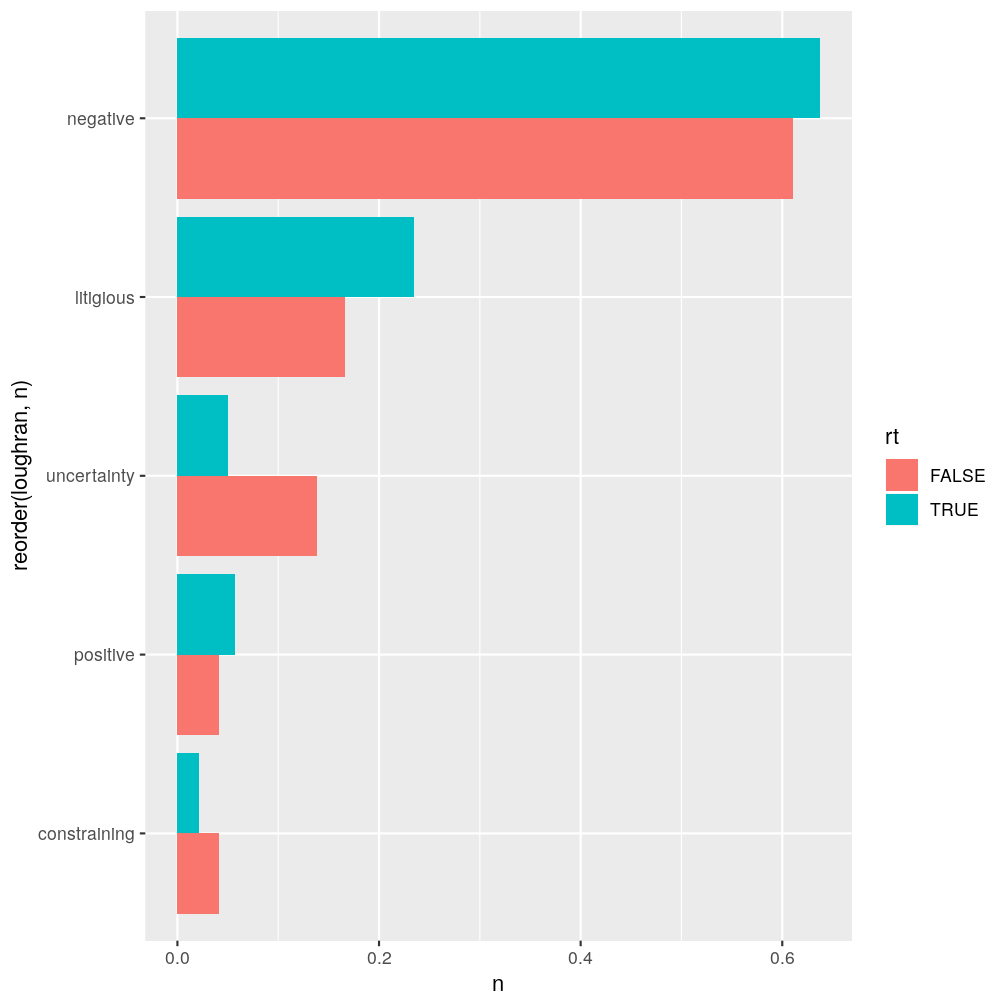 negative
litigious
uncertainty
positive
constraining
reorder(loughran, n)
0.0
0.2
0.4
0.6
n
rt
FALSE
TRUE